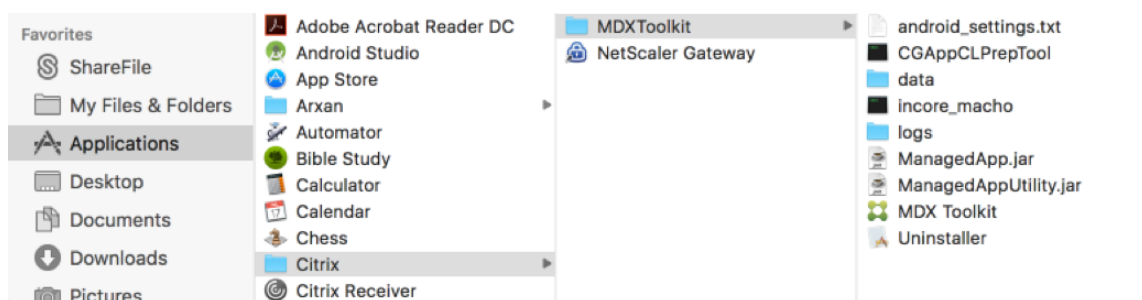 Favorites
ShareFile
My Files & Folders
Applications
Desktop
Documents
Downloads
Pictures
Adobe Acrobat Reader DC
Android Studio
App Store
Arxan
Automator
Bible Study
Calculator
Calendar
Chess
Citrix
Citrix Receiver
MDXToolkit
NetScaler Gateway
android_settings.txt
CGAppCLPrepTool
data
incore_macho
logs
ManagedApp.jar
ManagedAppUtility.jar
MDX Toolkit
Uninstaller